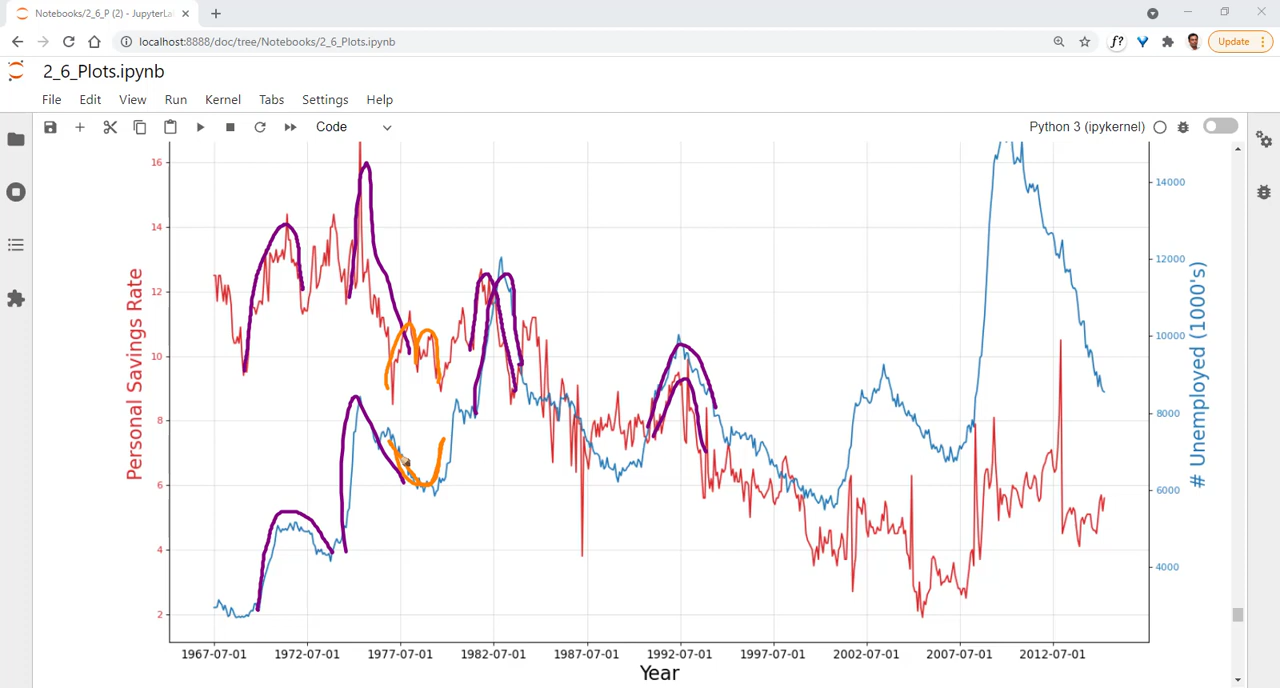 Notebooks/2_6_P (2) - JupyterLa
localhost:8888/doc/tree/Notebooks/2_6_Plots.ipynb
f?
Update
2_6_Plots.ipynb
File Edit View Run Kernel Tabs Settings Help
Code
Python 3 (ipykernel)
16
14
12
10
8
6
4
2
Personal Savings Rate
14000
12000
10000
8000
6000
4000
# Unemployed (1000's)
1967-07-01 1972-07-01 1977-07-01 1982-07-01 1987-07-01 1992-07-01 1997-07-01 2002-07-01 2007-07-01 2012-07-01
Year